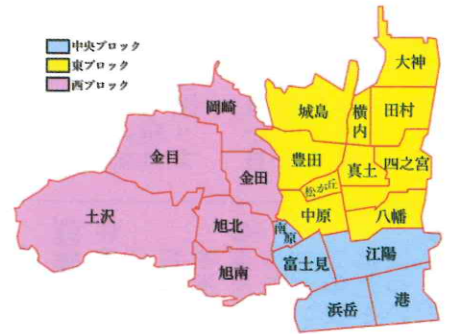 中央ブロック
東ブロック
西ブロック
大神
岡崎
城島
横内
田村
金目
金田
豊田
真土
四之宮
松が丘
土沢
旭北
中原
八幡
南原
旭南
富士見
江陽
浜岳
港